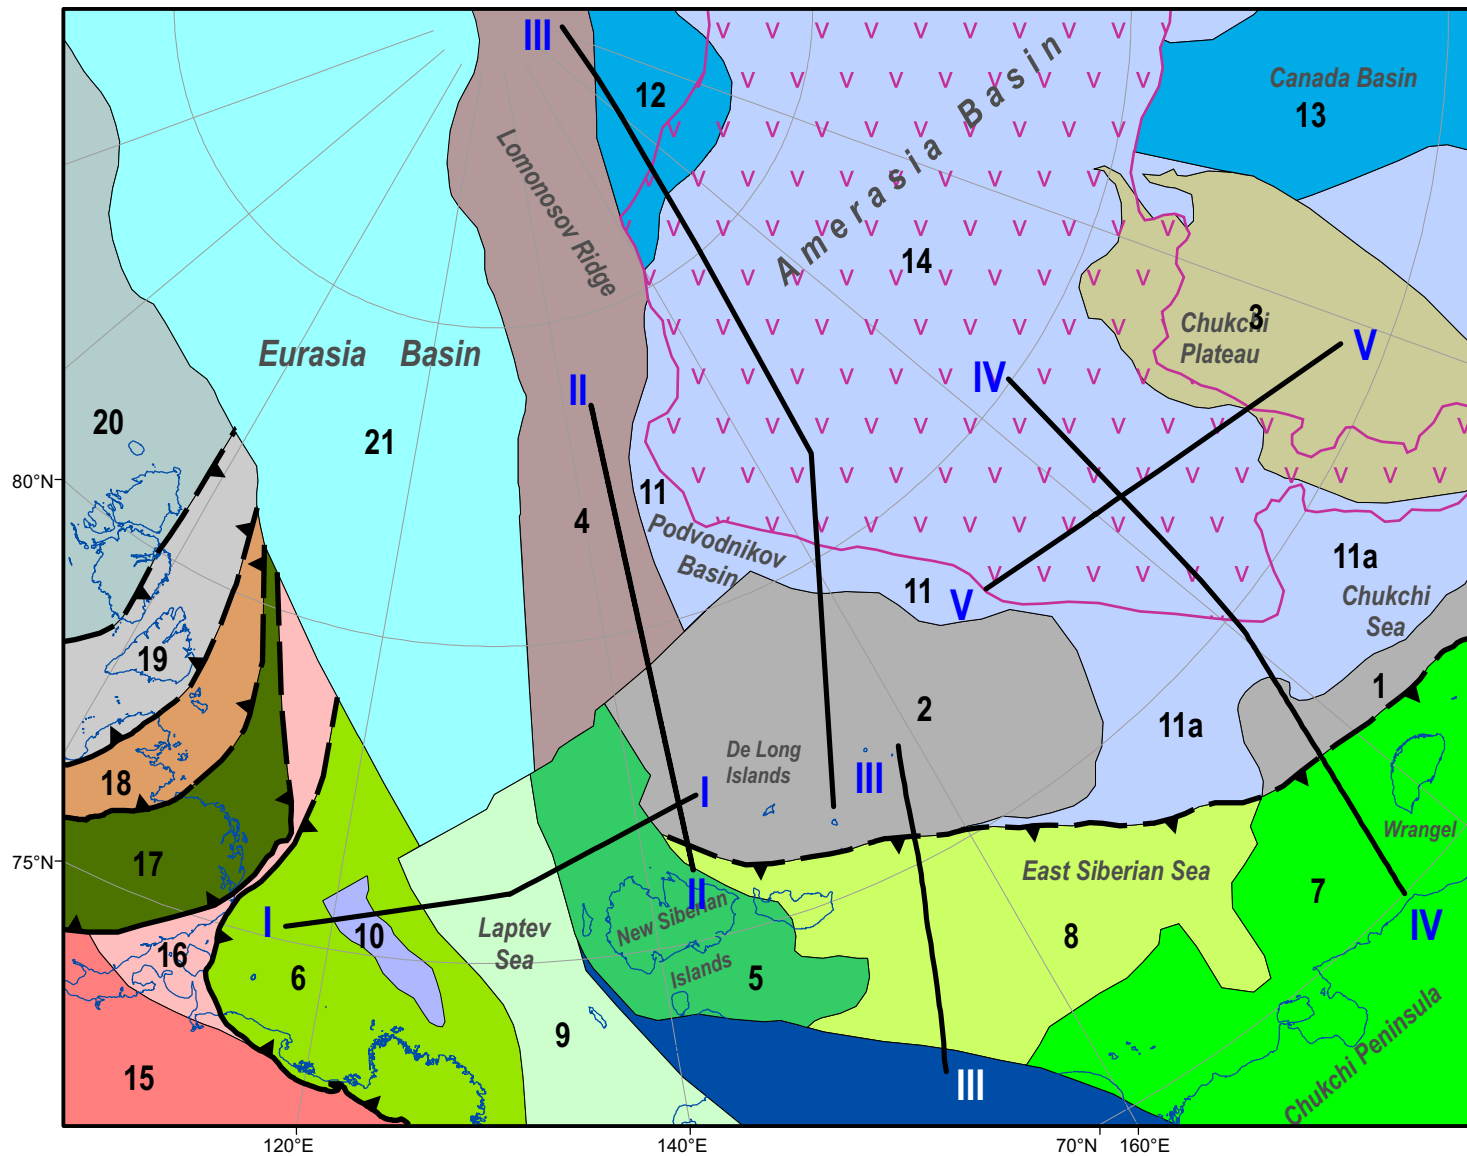 III
12
Canada Basin
13
Lomonosov Ridge
Amerasia Basin
14
3
Chukchi
Plateau
V
Eurasia Basin
II
IV
20
21
80°N
11
4
Podvodnikov
Basin
11
V
11a
Chukchi
Sea
19
1
2
11a
18
De Long
Islands
III
I
Wrangel
75°N
17
East Siberian Sea
7
II
New Siberian
Islands
I
10
Laptev
Sea
IV
8
16
6
5
9
15
III
Chukchi Peninsula
120°E
140°E
70°N
160°E